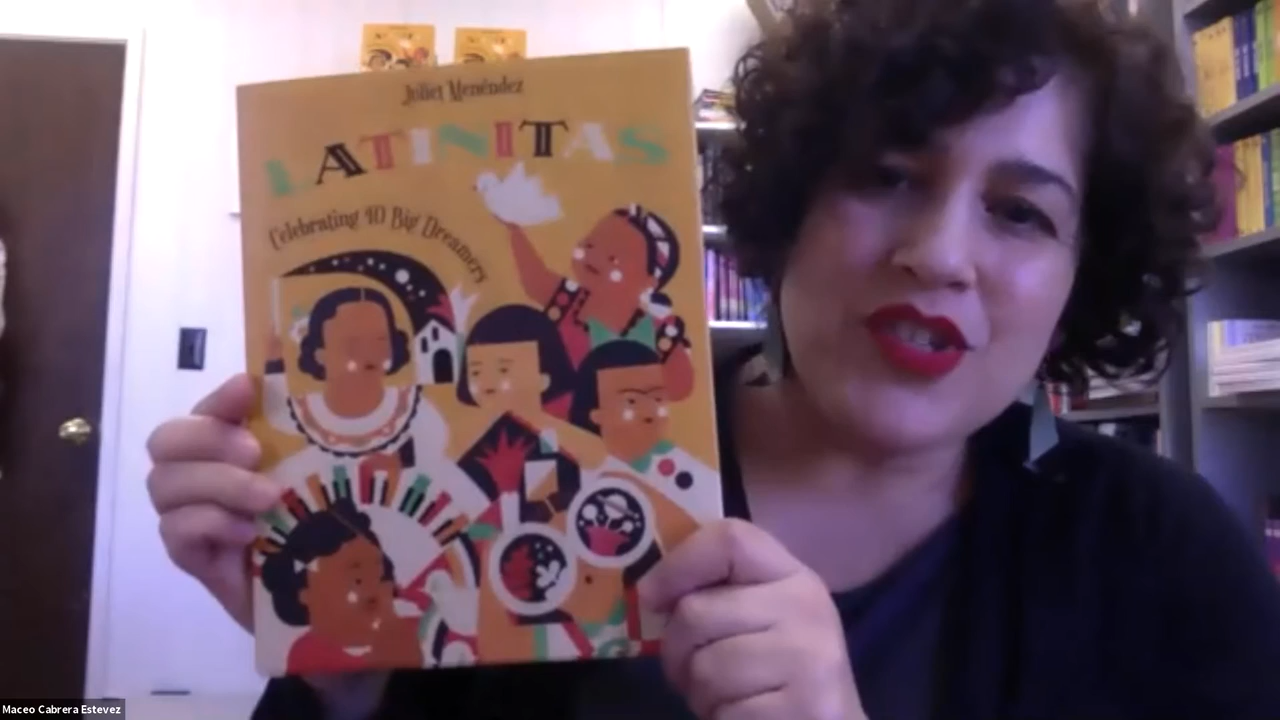 Juliet Menéndez
LATINITAS
Celebrating 40 Big Dreamers
Maceo Cabrera Estevez